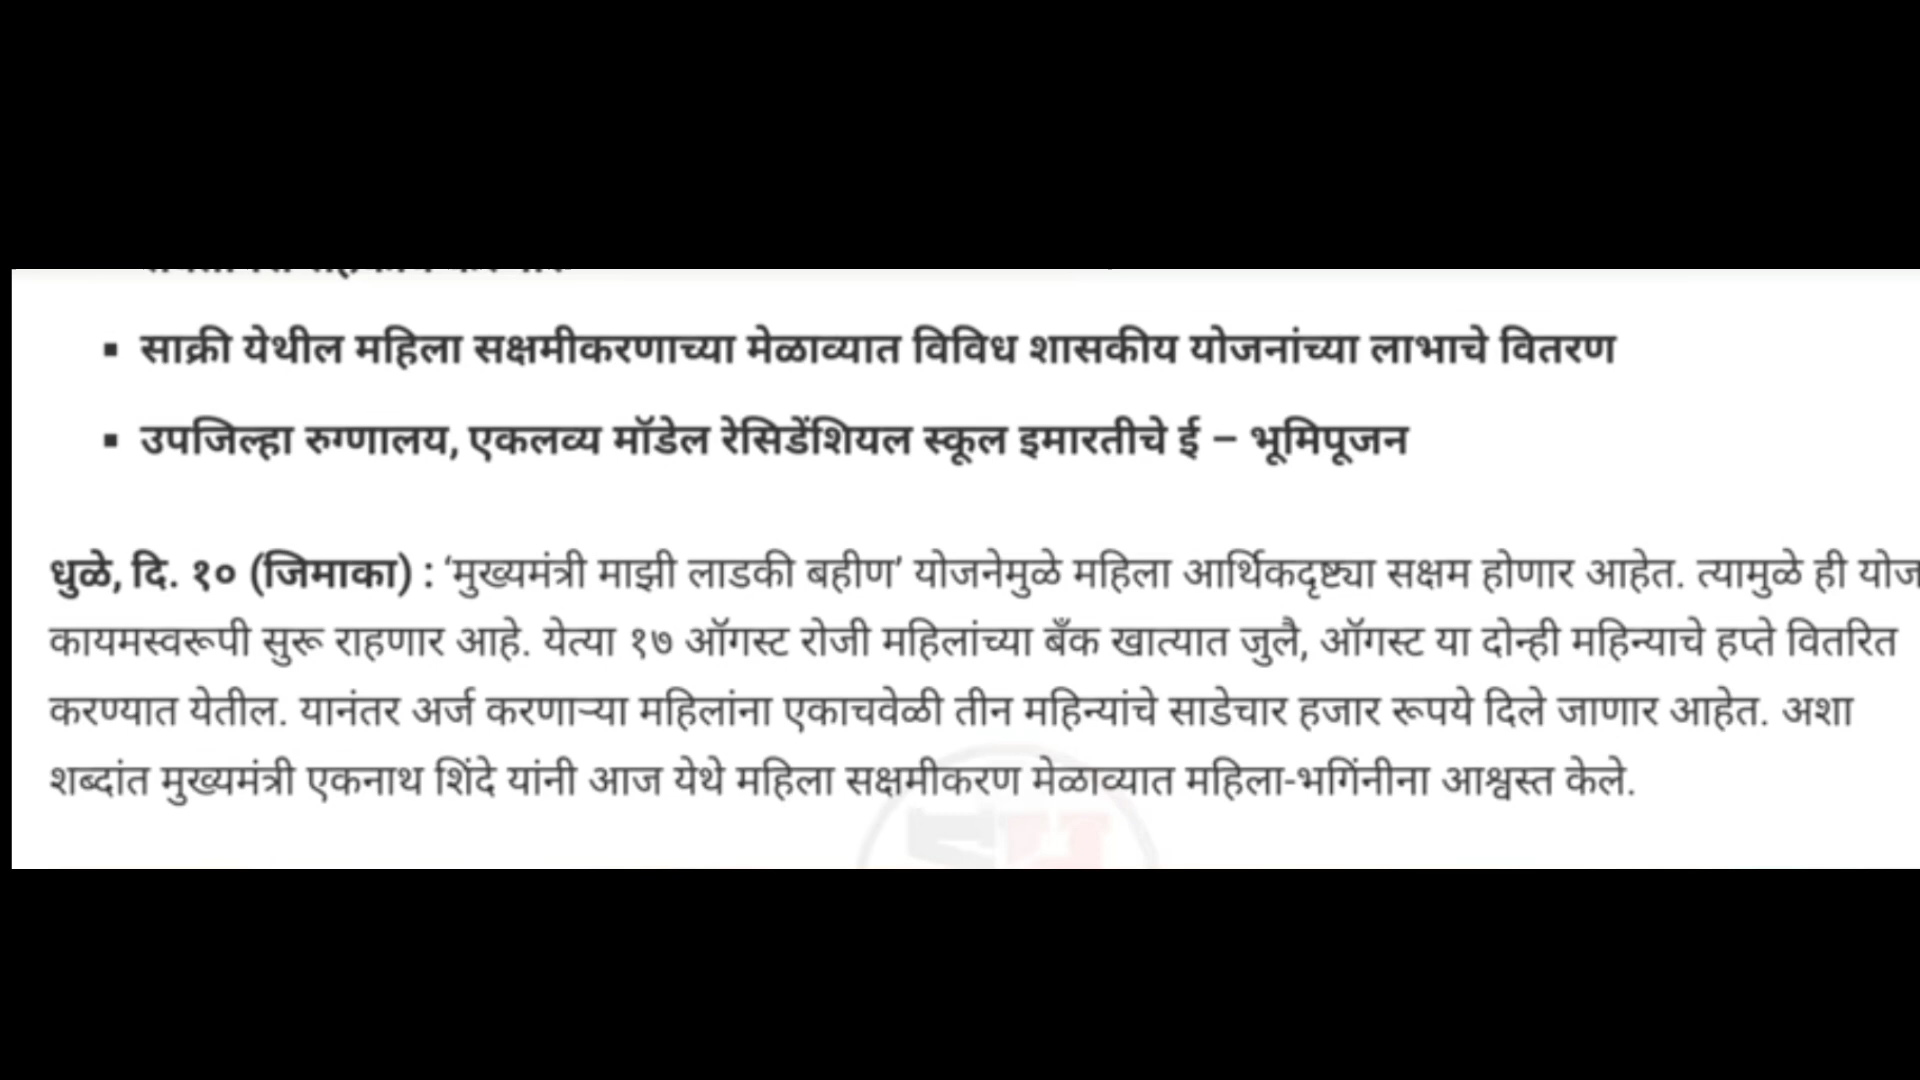 ▪ साक्री येथील महिला सक्षमीकरणाच्या मेळाव्यात विविध शासकीय योजनांच्या लाभाचे वितरण
▪ उपजिल्हा रुग्णालय, एकलव्य मॉडेल रेसिडेंशियल स्कूल इमारतीचे ई – भूमिपूजन
धुळे, दि. १० (जिमाका) : ‘मुख्यमंत्री माझी लाडकी बहीण’ योजनेमुळे महिला आर्थिकदृष्ट्या सक्षम होणार आहेत. त्यामुळे ही
कायमस्वरूपी सुरू राहणार आहे. येत्या १७ ऑगस्ट रोजी महिलांच्या बँक खात्यात जुलै, ऑगस्ट या दोन्ही महिन्याचे हप्ते वितरित
करण्यात येतील. यानंतर अर्ज करणाऱ्या महिलांना एकाचवेळी तीन महिन्यांचे साडेचार हजार रूपये दिले जाणार आहेत. अशा
शब्दांत मुख्यमंत्री एकनाथ शिंदे यांनी आज येथे महिला सक्षमीकरण मेळाव्यात महिला-भगिंनीना आश्वस्त केले.